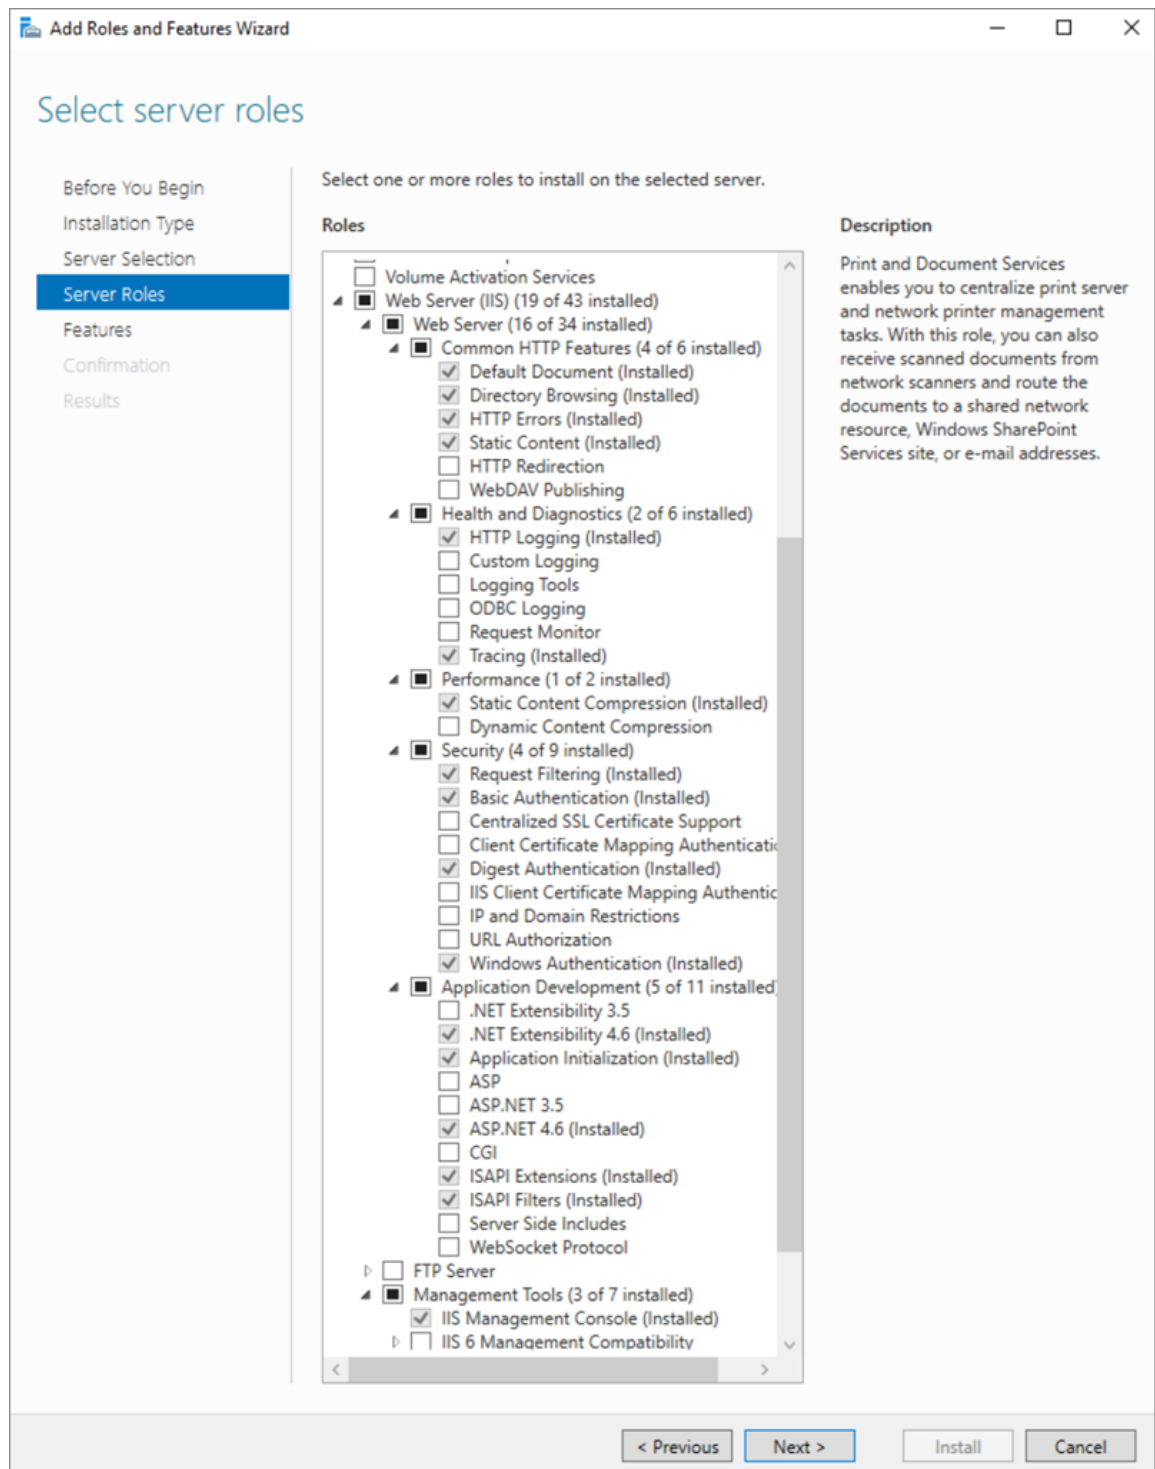 Add Roles and Features Wizard
Select server roles
Before You Begin
Installation Type
Server Selection
Server Roles
Features
Confirmation
Results
Select one or more roles to install on the selected server.
Roles
Volume Activation Services
Web Server (IIS) (19 of 43 installed)
Web Server (16 of 34 installed)
Common HTTP Features (4 of 6 installed)
Default Document (Installed)
Directory Browsing (Installed)
HTTP Errors (Installed)
Static Content (Installed)
HTTP Redirection
WebDAV Publishing
Health and Diagnostics (2 of 6 installed)
HTTP Logging (Installed)
Custom Logging
Logging Tools
ODBC Logging
Request Monitor
Tracing (Installed)
Performance (1 of 2 installed)
Static Content Compression (Installed)
Dynamic Content Compression
Security (4 of 9 installed)
Request Filtering (Installed)
Basic Authentication (Installed)
Centralized SSL Certificate Support
Client Certificate Mapping Authenticatic
Digest Authentication (Installed)
IIS Client Certificate Mapping Authentic
IP and Domain Restrictions
URL Authorization
Windows Authentication (Installed)
Application Development (5 of 11 installed)
.NET Extensibility 3.5
.NET Extensibility 4.6 (Installed)
Application Initialization (Installed)
ASP
ASP.NET 3.5
ASP.NET 4.6 (Installed)
CGI
ISAPI Extensions (Installed)
ISAPI Filters (Installed)
Server Side Includes
WebSocket Protocol
FTP Server
Management Tools (3 of 7 installed)
IIS Management Console (Installed)
IIS 6 Management Compatibility
Description
Print and Document Services
enables you to centralize print server
and network printer management
tasks. With this role, you can also
receive scanned documents from
network scanners and route the
documents to a shared network
resource, Windows SharePoint
Services site, or e-mail addresses.
< Previous
Next >
Install
Cancel